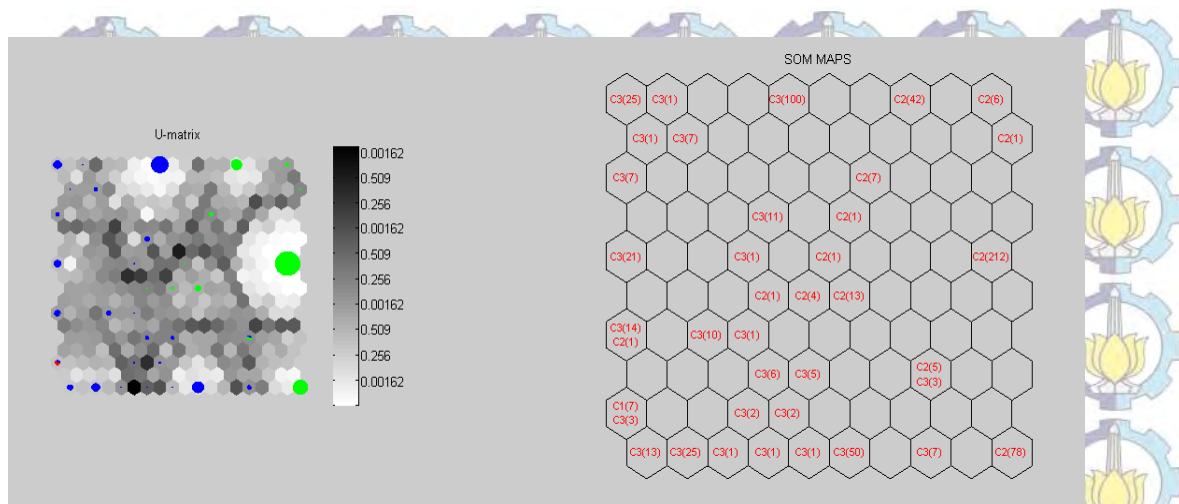 U-matrix
0.00162
0.509
0.256
0.00162
0.509
0.256
0.00162
0.509
0.256
0.00162
SOM MAPS
C3(25) C3(1) C3(100) C2(42) C2(6)
C3(1) C3(7) C2(1)
C3(7) C2(7)
C3(11) C2(1)
C3(21) C3(1) C2(1) C2(212)
C2(1) C2(4) C2(13)
C3(14) C3(10) C3(1)
C2(1)
C3(6) C3(5) C2(5)
C3(3)
C1(7) C3(2) C3(2)
C3(3)
C3(13) C3(25) C3(1) C3(1) C3(1) C3(50) C3(7) C2(78)